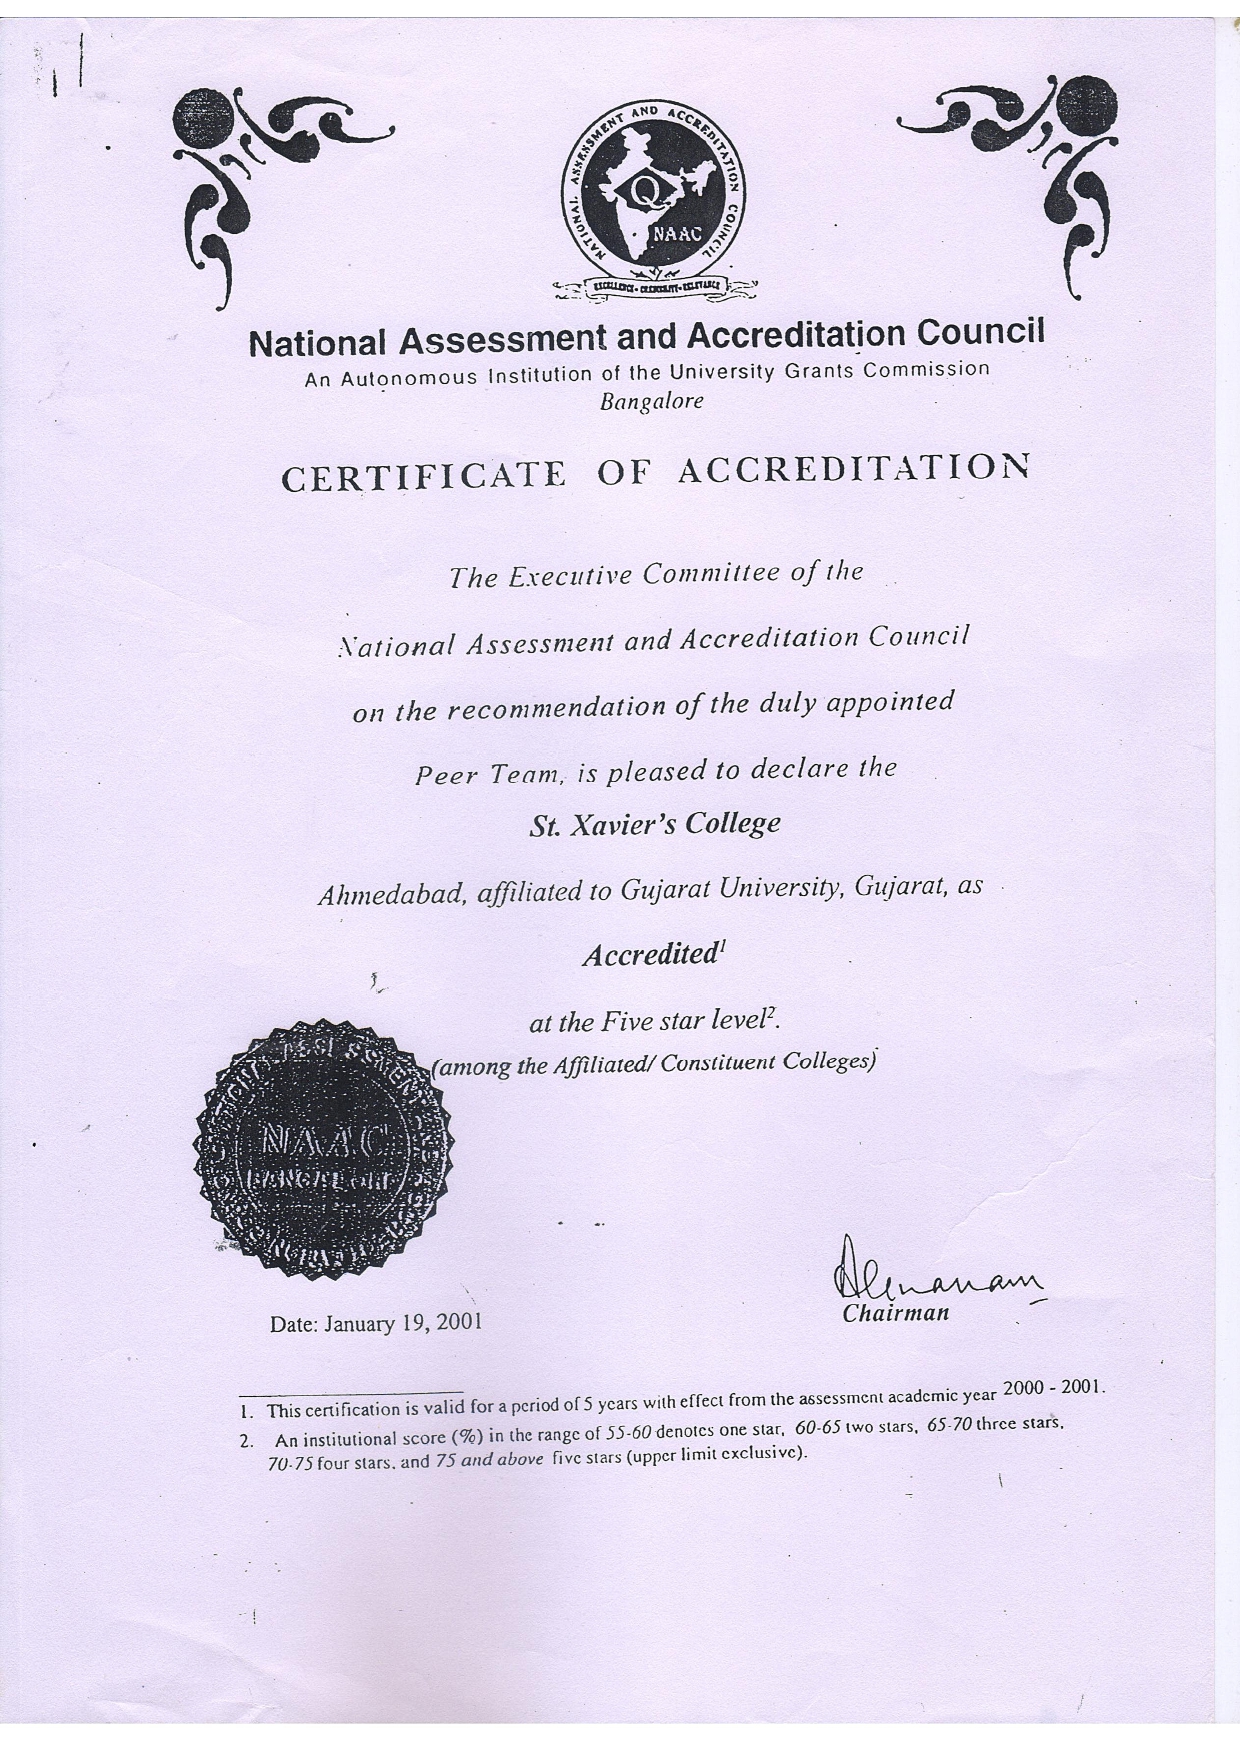 NATIONAL ASSESSMENT AND ACCREDITATION COUNCIL
Q
NAAC
EXCELLENCE - CREDIBILITY - RELEVANCE
National Assessment and Accreditation Council
An Autonomous Institution of the University Grants Commission
Bangalore
CERTIFICATE OF ACCREDITATION
The Executive Committee of the
National Assessment and Accreditation Council
on the recommendation of the duly appointed
Peer Team, is pleased to declare the
St. Xavier's College
Ahmedabad, affiliated to Gujarat University, Gujarat, as
Accredited¹
at the Five star level².
(among the Affiliated/ Constituent Colleges)
NAAC
BANGALORE
Chairman
Date: January 19, 2001
1. This certification is valid for a period of 5 years with effect from the assessment academic year 2000 - 2001.
2. An institutional score (%) in the range of 55-60 denotes one star, 60-65 two stars, 65-70 three stars,
70-75 four stars, and 75 and above five stars (upper limit exclusive).